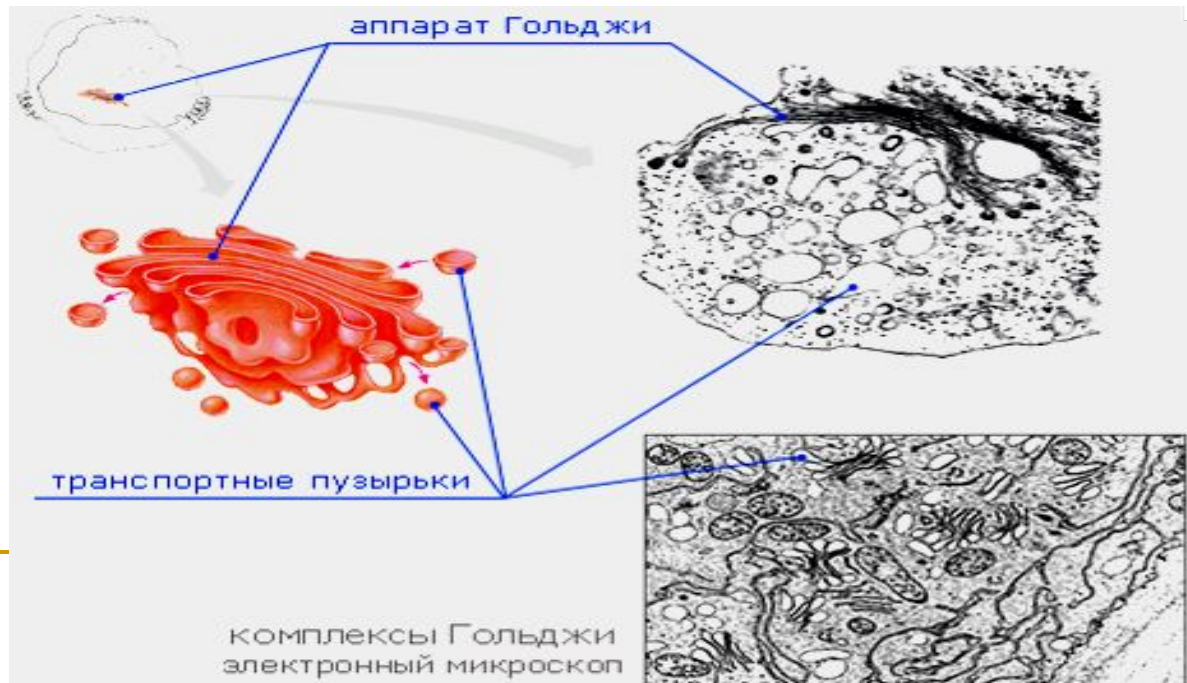 аппарат Гольджи
транспортные пузырьки
комплексы Гольджи
электронный микроскоп